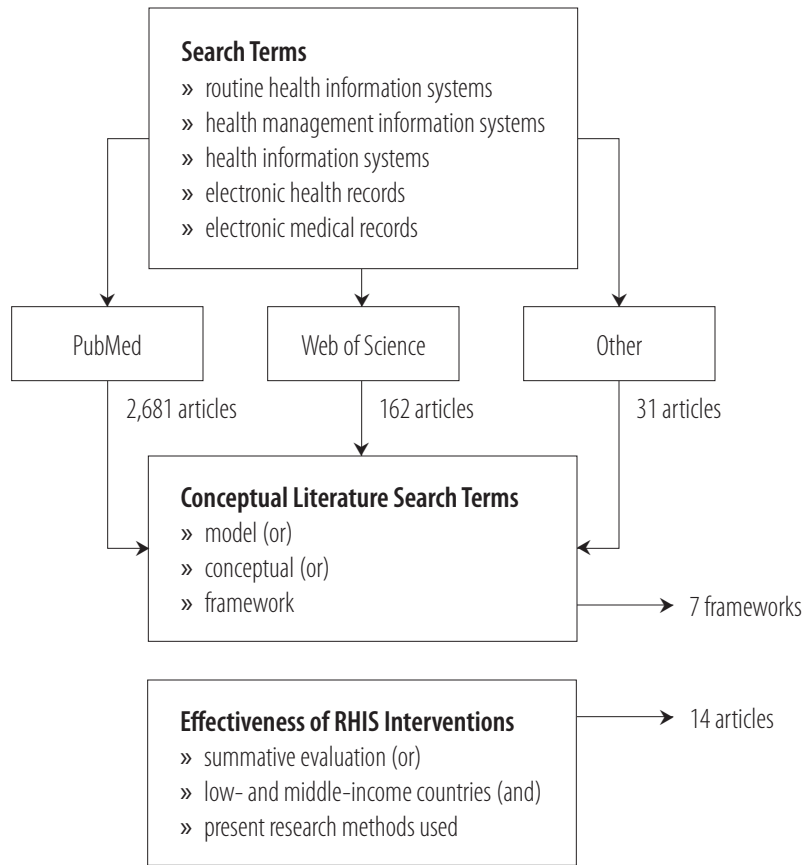 Search Terms
» routine health information systems
» health management information systems
» health information systems
» electronic health records
» electronic medical records
PubMed
Web of Science
Other
2,681 articles
162 articles
31 articles
Conceptual Literature Search Terms
» model (or)
» conceptual (or)
» framework
7 frameworks
Effectiveness of RHIS Interventions
14 articles
» summative evaluation (or)
» low- and middle-income countries (and)
» present research methods used